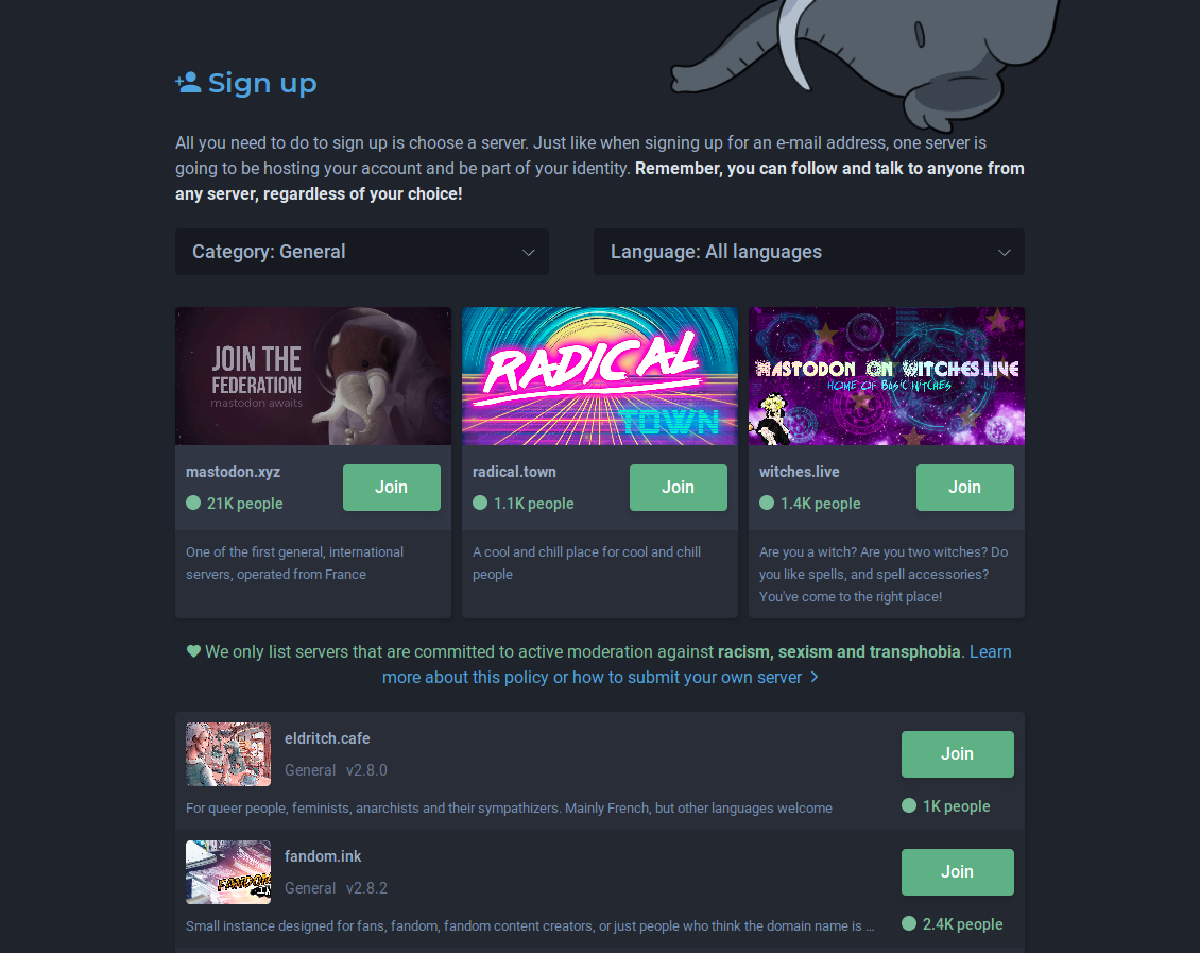 Sign up
All you need to do to sign up is choose a server. Just like when signing up for an e-mail address, one server is
going to be hosting your account and be part of your identity. Remember, you can follow and talk to anyone from
any server, regardless of your choice!
Category: General
Language: All languages
JOIN THE
FEDERATION!
mastodon awaits
RADICAL
TOWN
MASTODON ON WITCHES.LIVE
HOME OF BASIC WITCHES
mastodon.xyz
21K people
Join
radical.town
1.1K people
Join
witches.live
1.4K people
Join
One of the first general, international
servers, operated from France
A cool and chill place for cool and chill
people
Are you a witch? Are you two witches? Do
you like spells, and spell accessories?
You've come to the right place!
We only list servers that are committed to active moderation against racism, sexism and transphobia. Learn
more about this policy or how to submit your own server >
eldritch.cafe
General v2.8.0
Join
For queer people, feminists, anarchists and their sympathizers. Mainly French, but other languages welcome
1K people
fandom.ink
General v2.8.2
Join
Small instance designed for fans, fandom, fandom content creators, or just people who think the domain name is ...
2.4K people